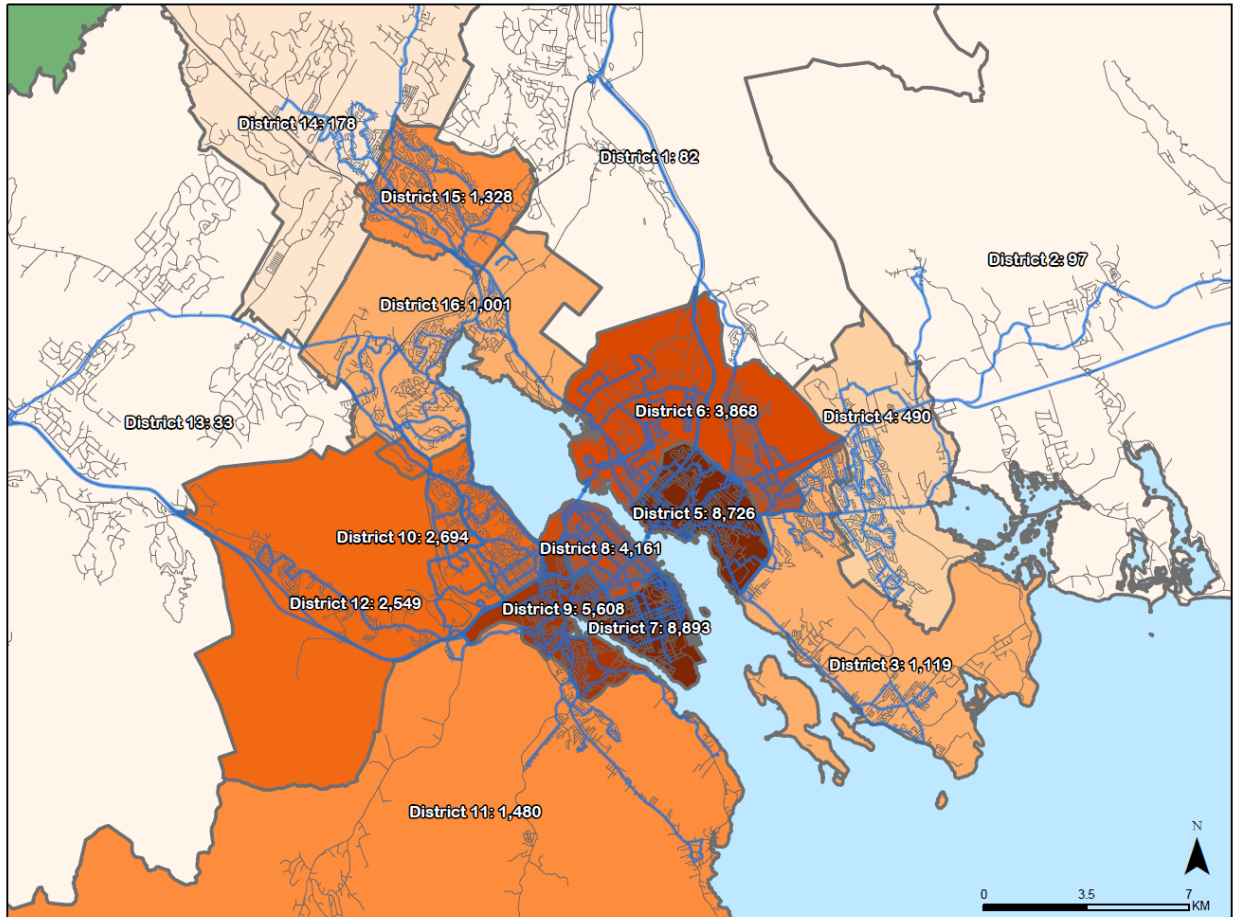 District 14: 178
District 1: 82
District 15: 1,328
District 2: 97
District 16: 1,001
District 6: 3,868
District 4: 490
District 13: 33
District 5: 8,726
District 10: 2,694
District 8: 4,161
District 12: 2,549
District 9: 5,608
District 7: 8,893
District 3: 1,119
District 11: 1,480
N
0 3.5 7
KM